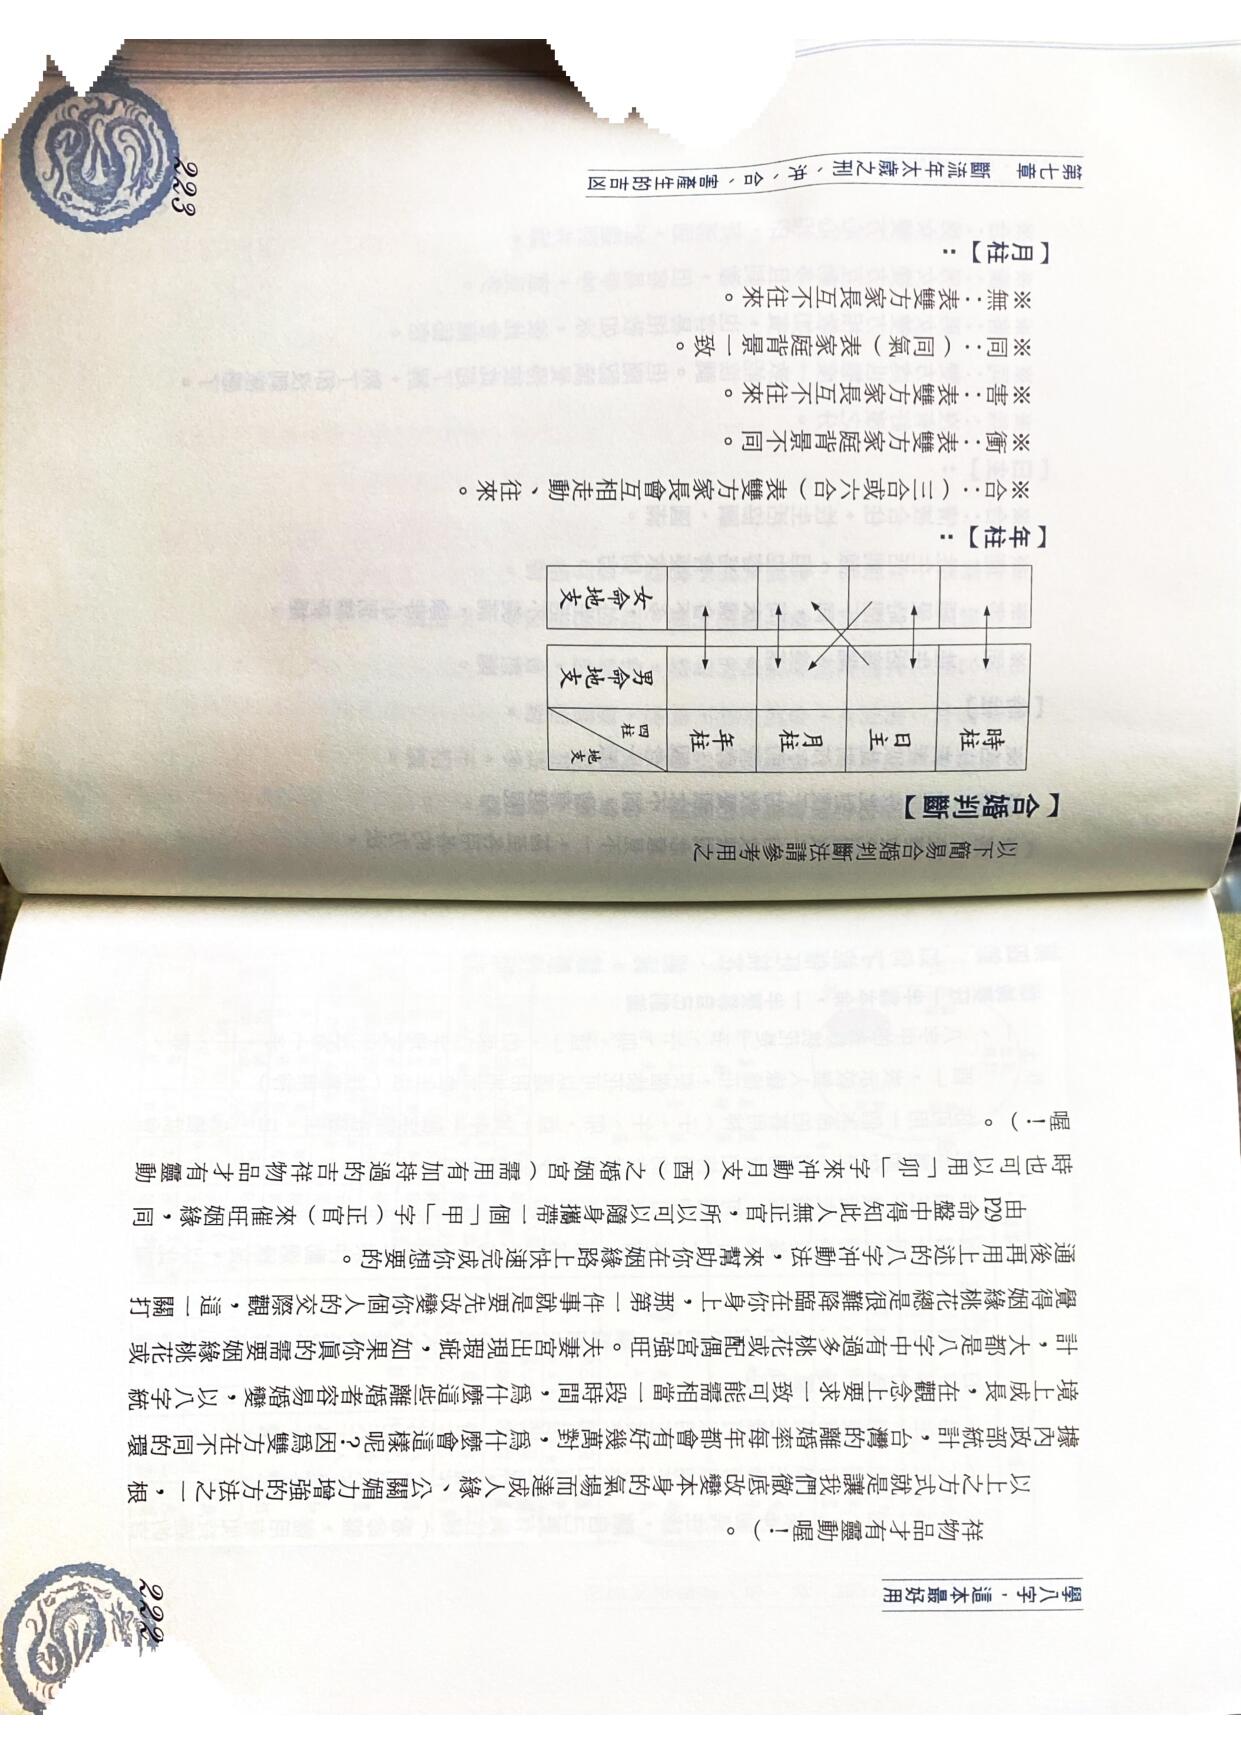 學八字，這本最好用
祥物品才有靈動喔！）。
以上之方式就是讓我們徹底改變本身的氣場而達成人緣、公關媚力增強的方法之一，根
據內政部統計，台灣的離婚率每年都會有好幾萬對，爲什麼會這樣呢？因爲雙方在不同的環
境上成長，在觀念上要求一致可能需相當一段時間，爲什麼這些離婚者容易婚變，以八字統
計，大都是八字中有過多桃花或配偶宮強旺。夫妻宮出現瑕疵，如果你眞的需要姻緣桃花或
覺得姻緣桃花總是很難降臨在你身上，那第一件事就是要先改變你個人的交際觀，這一關打
通後再用上述的八字沖動法，來幫助你在姻緣路上快速完成你想要的。
由P29命盤中得知此人無正官，所以可以隨身攜帶一個「甲」字（正官）來催旺姻緣，同
時也可以用「卯」字來沖動月支（酉）之婚姻宮（需用有加持過的吉祥物品才有靈動
喔！）。
222
以下簡易合婚判斷法請參考用之
【合婚判斷】
時柱
日主
月柱
年柱
四柱
地支
男命地支
女命地支
【年柱】：
※合：（三合或六合）表雙方家長會互相走動、往來。
※衝：表雙方家庭背景不同。
※害：表雙方家長互不往來。
※同：（同氣）表家庭背景一致。
※無：表雙方家長互不往來。
【月柱】：
第七章　斷流年太歲之刑、沖、合、害產生的吉凶
223